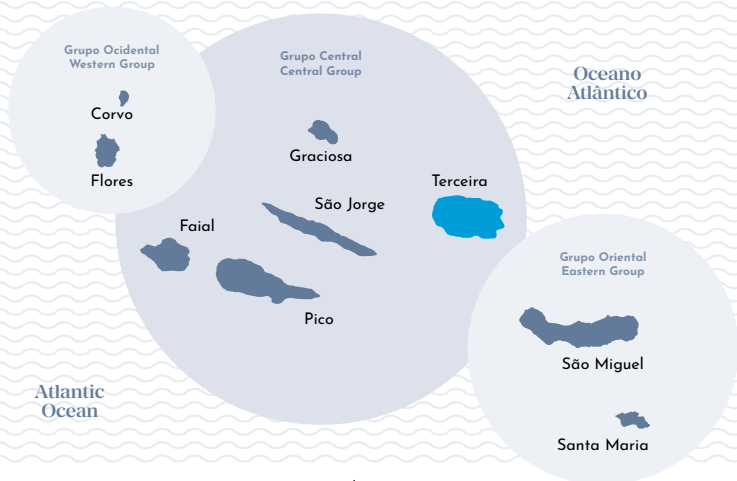 Grupo Ocidental
Western Group
Corvo
Flores
Grupo Central
Central Group
Graciosa
São Jorge
Terceira
Faial
Pico
Oceano
Atlântico
Grupo Oriental
Eastern Group
São Miguel
Santa Maria
Atlantic
Ocean